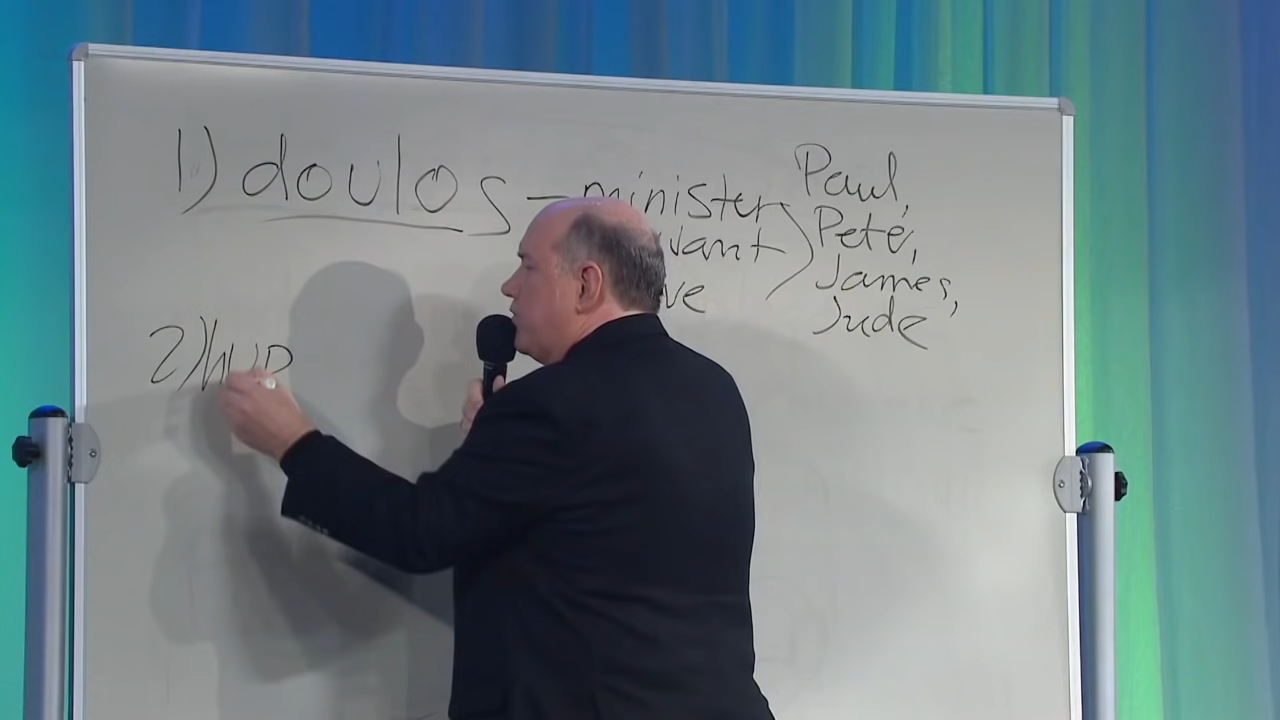 1) doulos – minister
Paul,
Pete,
James,
Jude
2) hup